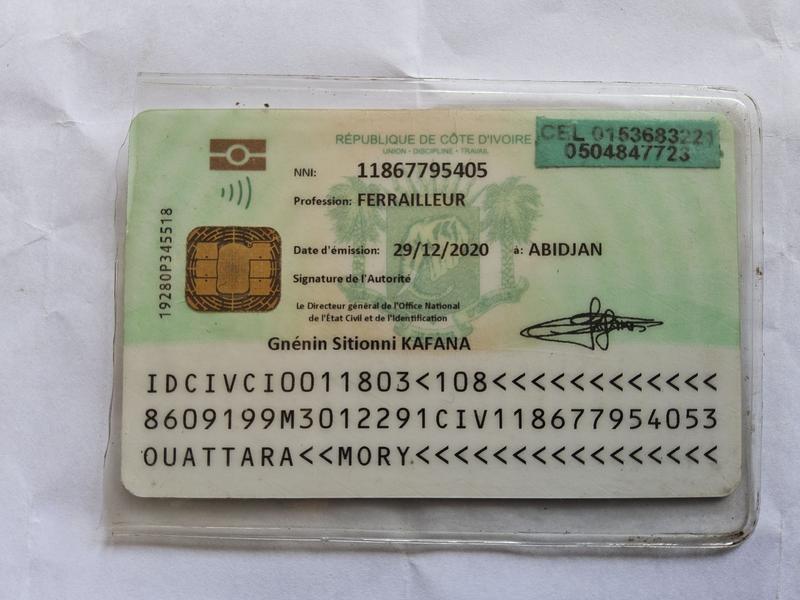 RÉPUBLIQUE DE CÔTE D'IVOIRE
UNION - DISCIPLINE - TRAVAIL
CEL 0153683221
0504847723
NNI: 11867795405
Profession: FERRAILLEUR
19280P345518
Date d'émission: 29/12/2020 à: ABIDJAN
Signature de l'Autorité
Le Directeur général de l'Office National
de l'État Civil et de l'Identification
Gnénin Sitionni KAFANA
IDCIVCI0011803<108<<<<<<<<<<<<
8609199M3012291CIV118677954053
OUATTARA<<MORY<<<<<<<<<<<<<<<<